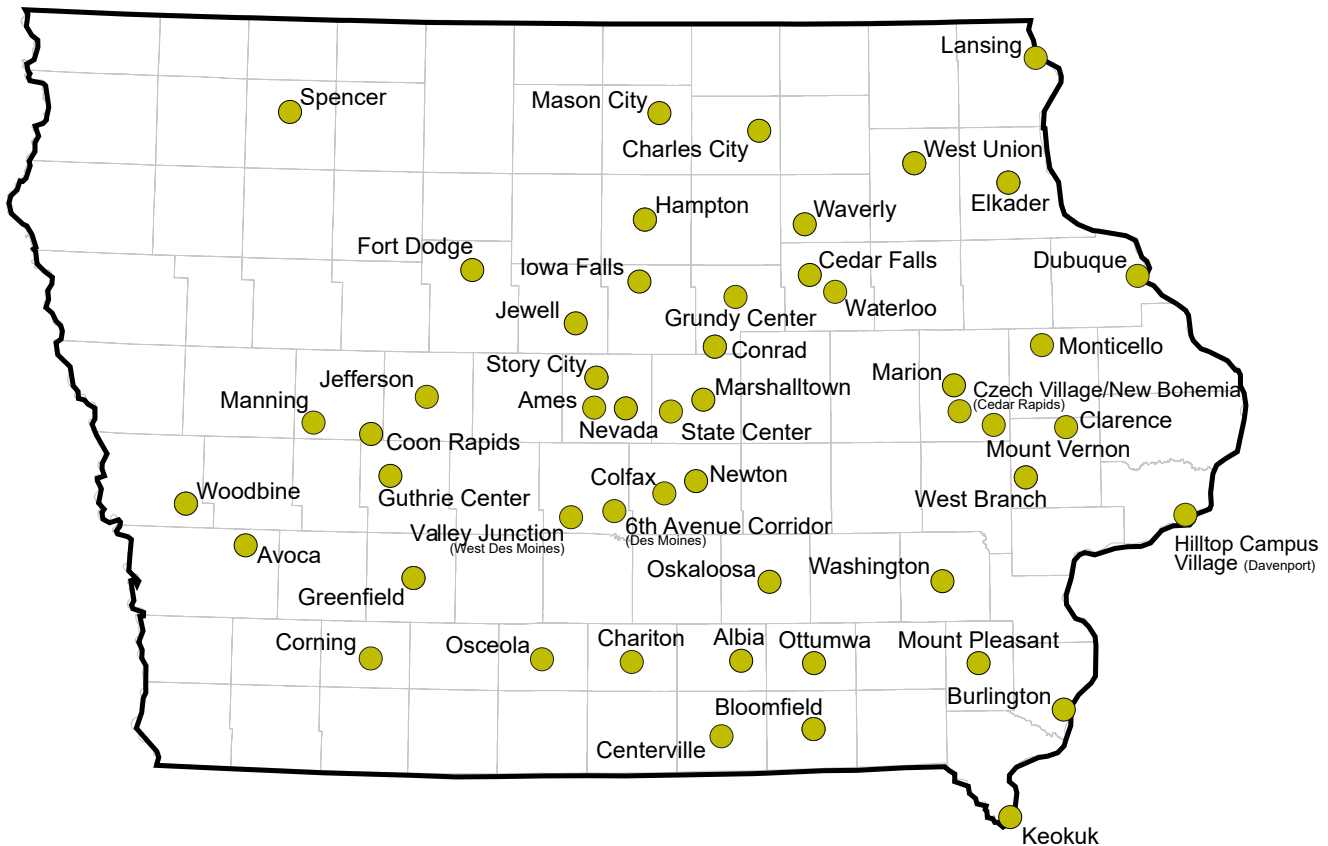 Lansing
Spencer
Mason City
Charles City
West Union
Elkader
Hampton
Waverly
Fort Dodge
Iowa Falls
Cedar Falls
Dubuque
Jewell
Grundy Center
Waterloo
Conrad
Monticello
Story City
Jefferson
Marion
Marshalltown
Czech Village/New Bohemia
(Cedar Rapids)
Manning
Ames
Clarence
Nevada
State Center
Coon Rapids
Mount Vernon
Colfax
Newton
Woodbine
Guthrie Center
West Branch
Valley Junction
(West Des Moines)
6th Avenue Corridor
(Des Moines)
Hilltop Campus
Village (Davenport)
Avoca
Oskaloosa
Washington
Greenfield
Corning
Osceola
Chariton
Albia
Ottumwa
Mount Pleasant
Burlington
Bloomfield
Centerville
Keokuk